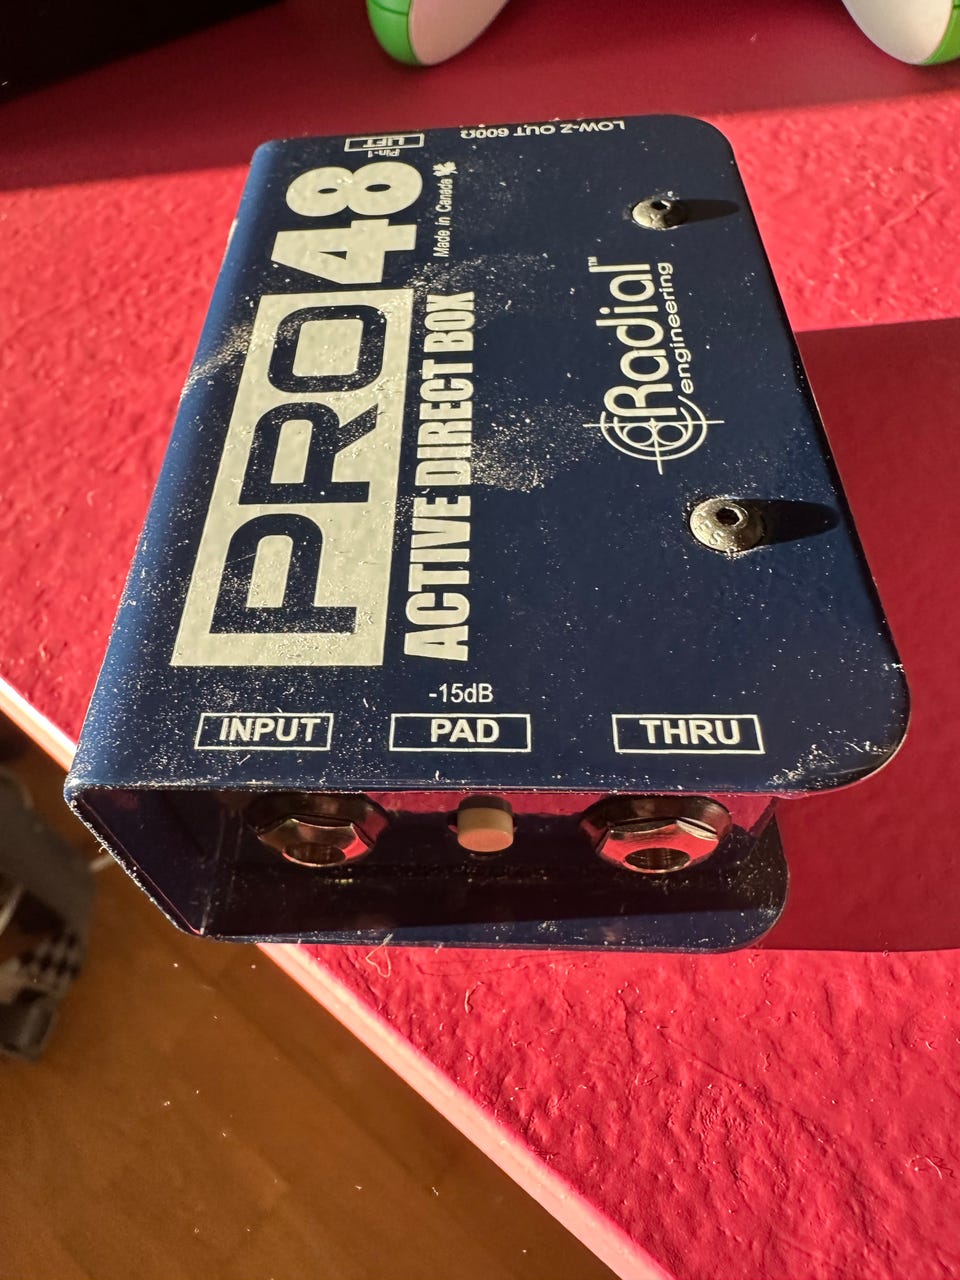 PRO48
ACTIVE DIRECT BOX
Made in Canada
Radial™
engineering
-15dB
INPUT
PAD
THRU
Pin-1
LIFT
LOW-Z OUT 600Ω